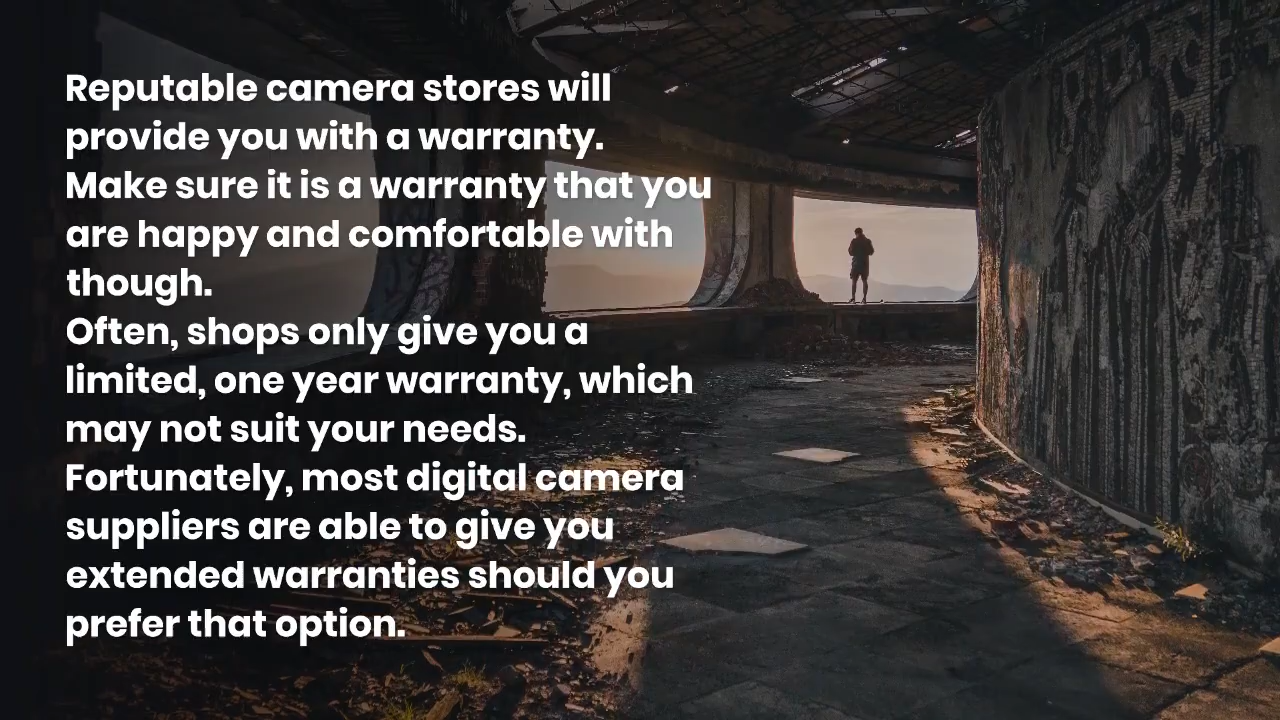 Reputable camera stores will
provide you with a warranty.
Make sure it is a warranty that you
are happy and comfortable with
though.
Often, shops only give you a
limited, one year warranty, which
may not suit your needs.
Fortunately, most digital camera
suppliers are able to give you
extended warranties should you
prefer that option.